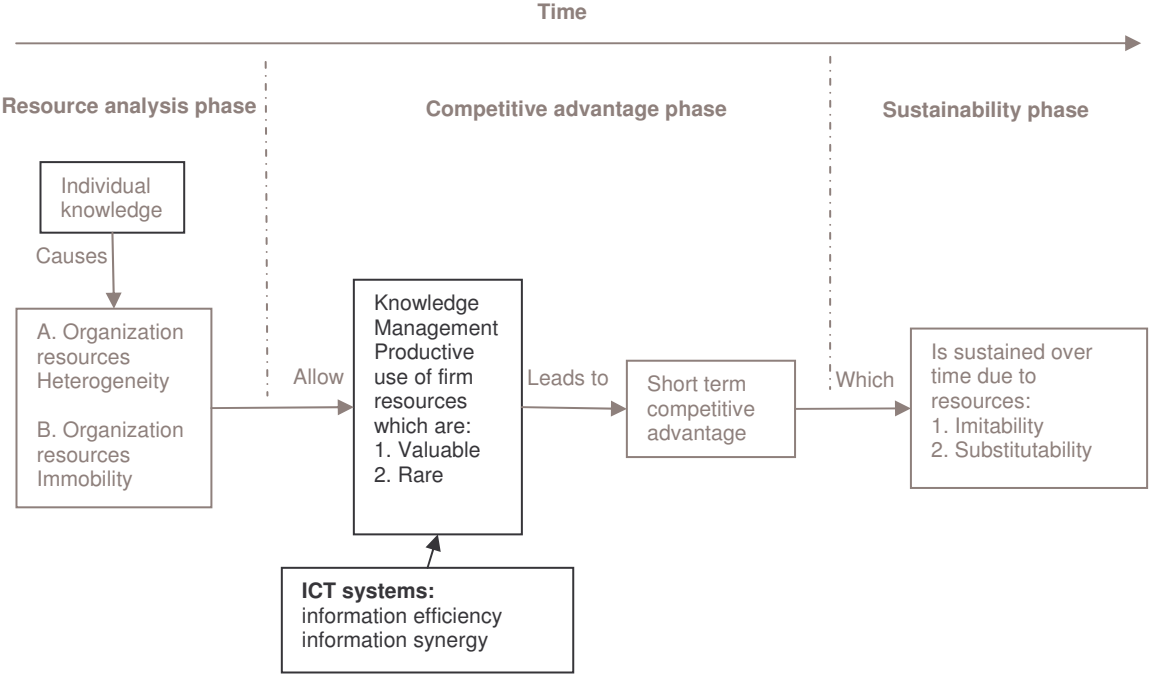 Time
Resource analysis phase
Competitive advantage phase
Sustainability phase
Individual
knowledge
Causes
A. Organization
resources
Heterogeneity
B. Organization
resources
Immobility
Allow
Knowledge
Management
Productive
use of firm
resources
which are:
1. Valuable
2. Rare
Leads to
Short term
competitive
advantage
Which
Is sustained over
time due to
resources:
1. Imitability
2. Substitutability
ICT systems:
information efficiency
information synergy